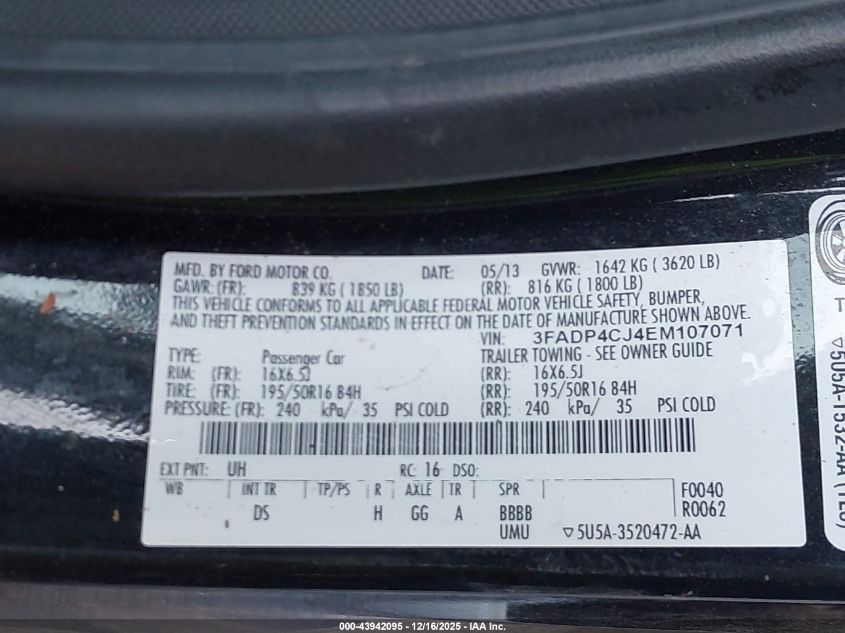 MFD. BY FORD MOTOR CO. DATE: 05/13 GVWR: 1642 KG ( 3620 LB)
GAWR: (FR): 839 KG ( 1850 LB) (RR): 816 KG ( 1800 LB)
THIS VEHICLE CONFORMS TO ALL APPLICABLE FEDERAL MOTOR VEHICLE SAFETY, BUMPER,
AND THEFT PREVENTION STANDARDS IN EFFECT ON THE DATE OF MANUFACTURE SHOWN ABOVE.
VIN: 3FADP4CJ4EM107071
TYPE: Passenger Car TRAILER TOWING - SEE OWNER GUIDE
RIM: (FR): 16X6.5J (RR): 16X6.5J
TIRE: (FR): 195/50R16 84H (RR): 195/50R16 84H
PRESSURE: (FR): 240 kPa/ 35 PSI COLD (RR): 240 kPa/ 35 PSI COLD
EXT PNT: UH RC: 16 DSO:
WB INT TR TP/PS R AXLE TR SPR F0040
DS H GG A BBBB R0062
UMU ▽5U5A-3520472-AA
▽5U5A-1532-AA
000-43942095 - 12/16/2025 - IAA Inc.